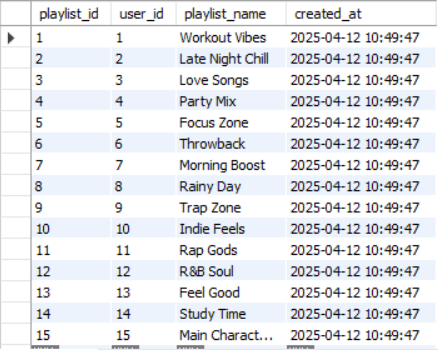 playlist_id user_id playlist_name created_at
1 1 Workout Vibes 2025-04-12 10:49:47
2 2 Late Night Chill 2025-04-12 10:49:47
3 3 Love Songs 2025-04-12 10:49:47
4 4 Party Mix 2025-04-12 10:49:47
5 5 Focus Zone 2025-04-12 10:49:47
6 6 Throwback 2025-04-12 10:49:47
7 7 Morning Boost 2025-04-12 10:49:47
8 8 Rainy Day 2025-04-12 10:49:47
9 9 Trap Zone 2025-04-12 10:49:47
10 10 Indie Feels 2025-04-12 10:49:47
11 11 Rap Gods 2025-04-12 10:49:47
12 12 R&B Soul 2025-04-12 10:49:47
13 13 Feel Good 2025-04-12 10:49:47
14 14 Study Time 2025-04-12 10:49:47
15 15 Main Charact... 2025-04-12 10:49:47